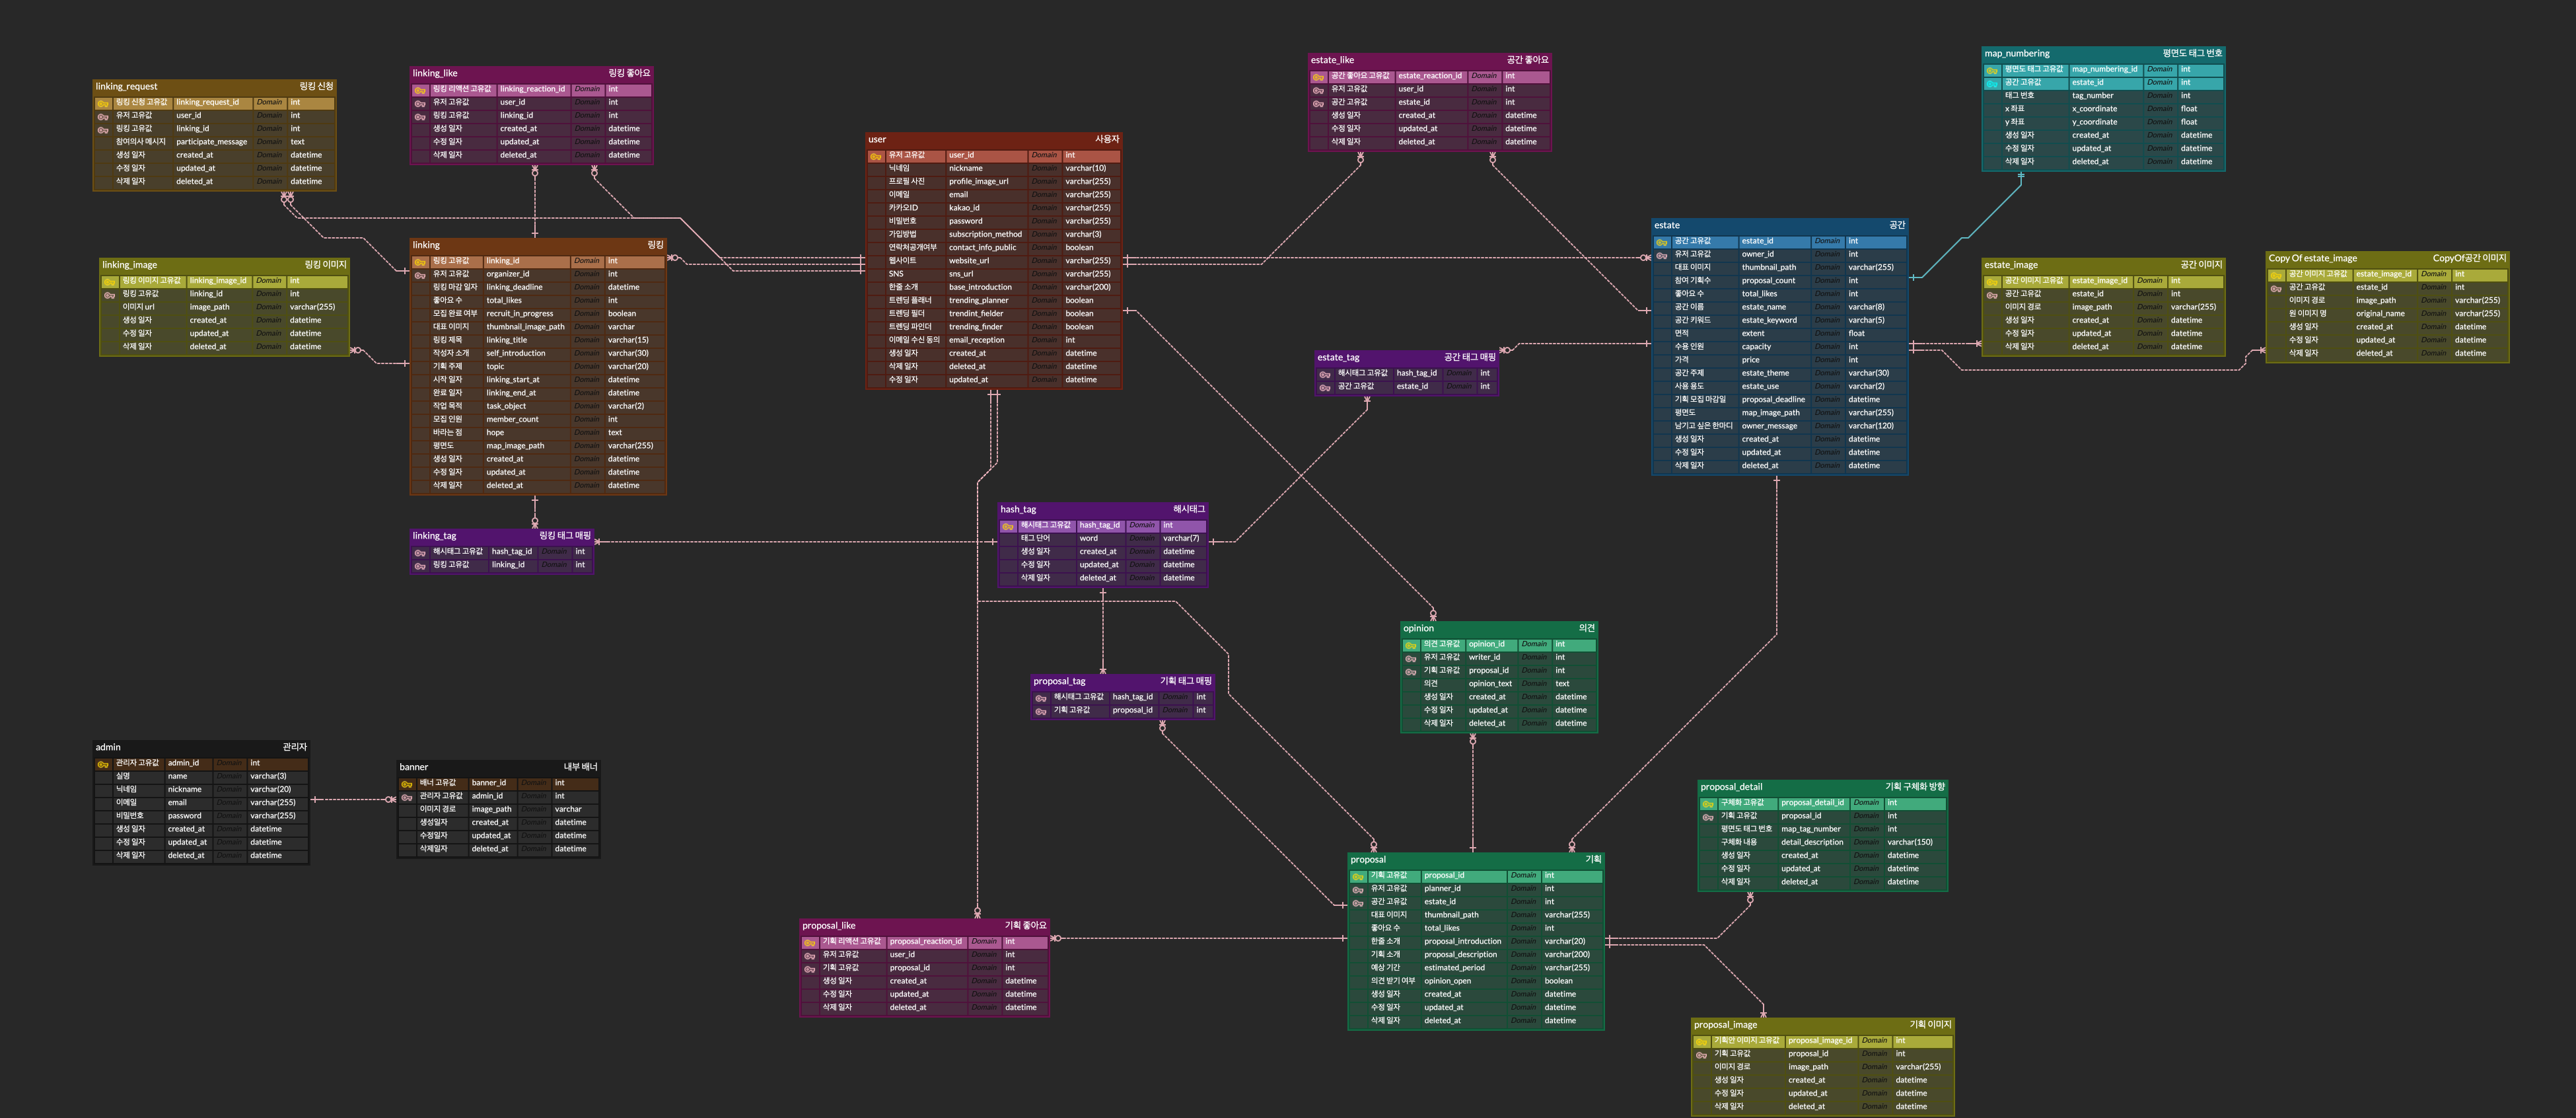 linking_request 링킹 신청
링킹 신청 고유값 linking_request_id Domain int
유저 고유값 user_id Domain int
링킹 고유값 linking_id Domain int
참여의사 메시지 participate_message Domain text
생성 일자 created_at Domain datetime
수정 일자 updated_at Domain datetime
삭제 일자 deleted_at Domain datetime
linking_like 링킹 좋아요
링킹 리액션 고유값 linking_reaction_id Domain int
유저 고유값 user_id Domain int
링킹 고유값 linking_id Domain int
생성 일자 created_at Domain datetime
수정 일자 updated_at Domain datetime
삭제 일자 deleted_at Domain datetime
user 사용자
유저 고유값 user_id Domain int
닉네임 nickname Domain varchar(10)
프로필 사진 profile_image_url Domain varchar(255)
이메일 email Domain varchar(255)
카카오ID kakao_id Domain varchar(255)
비밀번호 password Domain varchar(255)
가입방법 subscription_method Domain varchar(3)
연락처공개여부 contact_info_public Domain boolean
웹사이트 website_url Domain varchar(255)
SNS sns_url Domain varchar(255)
한줄 소개 base_introduction Domain varchar(200)
트렌딩 플래너 trending_planner Domain boolean
트렌딩 필더 trendint_fielder Domain boolean
트렌딩 파인더 trending_finder Domain boolean
이메일 수신 동의 email_reception Domain int
생성 일자 created_at Domain datetime
삭제 일자 deleted_at Domain datetime
수정 일자 updated_at Domain datetime
estate_like 공간 좋아요
공간 좋아요 고유값 estate_reaction_id Domain int
유저 고유값 user_id Domain int
공간 고유값 estate_id Domain int
생성 일자 created_at Domain datetime
수정 일자 updated_at Domain datetime
삭제 일자 deleted_at Domain datetime
map_numbering 평면도 태그 번호
평면도 태그 고유값 map_numbering_id Domain int
공간 고유값 estate_id Domain int
태그 번호 tag_number Domain int
x 좌표 x_coordinate Domain float
y 좌표 y_coordinate Domain float
생성 일자 created_at Domain datetime
수정 일자 updated_at Domain datetime
삭제 일자 deleted_at Domain datetime
linking_image 링킹 이미지
링킹 이미지 고유값 linking_image_id Domain int
링킹 고유값 linking_id Domain int
이미지 url image_path Domain varchar(255)
생성 일자 created_at Domain datetime
수정 일자 updated_at Domain datetime
삭제 일자 deleted_at Domain datetime
linking 링킹
링킹 고유값 linking_id Domain int
유저 고유값 organizer_id Domain int
링킹 마감 일자 linking_deadline Domain datetime
좋아요 수 total_likes Domain int
모집 완료 여부 recruit_in_progress Domain boolean
대표 이미지 thumbnail_image_path Domain varchar
링킹 제목 linking_title Domain varchar(15)
작성자 소개 self_introduction Domain varchar(30)
기획 주제 topic Domain varchar(20)
시작 일자 linking_start_at Domain datetime
완료 일자 linking_end_at Domain datetime
작업 목적 task_object Domain varchar(2)
모집 인원 member_count Domain int
바라는 점 hope Domain text
평면도 map_image_path Domain varchar(255)
생성 일자 created_at Domain datetime
수정 일자 updated_at Domain datetime
삭제 일자 deleted_at Domain datetime
estate 공간
공간 고유값 estate_id Domain int
유저 고유값 owner_id Domain int
대표 이미지 thumbnail_path Domain varchar(255)
참여 기획수 proposal_count Domain int
좋아요 수 total_likes Domain int
공간 이름 estate_name Domain varchar(8)
공간 키워드 estate_keyword Domain varchar(5)
면적 extent Domain float
수용 인원 capacity Domain int
가격 price Domain int
공간 주제 estate_theme Domain varchar(30)
사용 용도 estate_use Domain varchar(2)
기획 모집 마감일 proposal_deadline Domain datetime
평면도 map_image_path Domain varchar(255)
남기고 싶은 한마디 owner_message Domain varchar(120)
생성 일자 created_at Domain datetime
수정 일자 updated_at Domain datetime
삭제 일자 deleted_at Domain datetime
estate_image 공간 이미지
공간 이미지 고유값 estate_image_id Domain int
공간 고유값 estate_id Domain int
이미지 경로 image_path Domain varchar(255)
생성 일자 created_at Domain datetime
수정 일자 updated_at Domain datetime
삭제 일자 deleted_at Domain datetime
Copy Of estate_image CopyOf공간 이미지
공간 이미지 고유값 estate_image_id Domain int
공간 고유값 estate_id Domain int
이미지 경로 image_path Domain varchar(255)
원 이미지 명 original_name Domain varchar(255)
생성 일자 created_at Domain datetime
수정 일자 updated_at Domain datetime
삭제 일자 deleted_at Domain datetime
estate_tag 공간 태그 매핑
해시태그 고유값 hash_tag_id Domain int
공간 고유값 estate_id Domain int
linking_tag 링킹 태그 매핑
해시태그 고유값 hash_tag_id Domain int
링킹 고유값 linking_id Domain int
hash_tag 해시태그
해시태그 고유값 hash_tag_id Domain int
태그 단어 word Domain varchar(7)
생성 일자 created_at Domain datetime
수정 일자 updated_at Domain datetime
삭제 일자 deleted_at Domain datetime
opinion 의견
의견 고유값 opinion_id Domain int
유저 고유값 writer_id Domain int
기획 고유값 proposal_id Domain int
의견 opinion_text Domain text
생성 일자 created_at Domain datetime
수정 일자 updated_at Domain datetime
삭제 일자 deleted_at Domain datetime
proposal_tag 기획 태그 매핑
해시태그 고유값 hash_tag_id Domain int
기획 고유값 proposal_id Domain int
admin 관리자
관리자 고유값 admin_id Domain int
실명 name Domain varchar(3)
닉네임 nickname Domain varchar(20)
이메일 email Domain varchar(255)
비밀번호 password Domain varchar(255)
생성 일자 created_at Domain datetime
수정 일자 updated_at Domain datetime
삭제 일자 deleted_at Domain datetime
banner 내부 배너
배너 고유값 banner_id Domain int
관리자 고유값 admin_id Domain int
이미지 경로 image_path Domain varchar
생성일자 created_at Domain datetime
수정일자 updated_at Domain datetime
삭제일자 deleted_at Domain datetime
proposal_detail 기획 구체화 방향
구체화 고유값 proposal_detail_id Domain int
기획 고유값 proposal_id Domain int
평면도 태그 번호 map_tag_number Domain int
구체화 내용 detail_description Domain varchar(150)
생성 일자 created_at Domain datetime
수정 일자 updated_at Domain datetime
삭제 일자 deleted_at Domain datetime
proposal 기획
기획 고유값 proposal_id Domain int
유저 고유값 planner_id Domain int
공간 고유값 estate_id Domain int
대표 이미지 thumbnail_path Domain varchar(255)
좋아요 수 total_likes Domain int
한줄 소개 proposal_introduction Domain varchar(20)
기획 소개 proposal_description Domain varchar(200)
예상 기간 estimated_period Domain varchar(255)
의견 받기 여부 opinion_open Domain boolean
생성 일자 created_at Domain datetime
수정 일자 updated_at Domain datetime
삭제 일자 deleted_at Domain datetime
proposal_like 기획 좋아요
기획 리액션 고유값 proposal_reaction_id Domain int
유저 고유값 user_id Domain int
기획 고유값 proposal_id Domain int
생성 일자 created_at Domain datetime
수정 일자 updated_at Domain datetime
삭제 일자 deleted_at Domain datetime
proposal_image 기획 이미지
기획안 이미지 고유값 proposal_image_id Domain int
기획 고유값 proposal_id Domain int
이미지 경로 image_path Domain varchar(255)
생성 일자 created_at Domain datetime
수정 일자 updated_at Domain datetime
삭제 일자 deleted_at Domain datetime